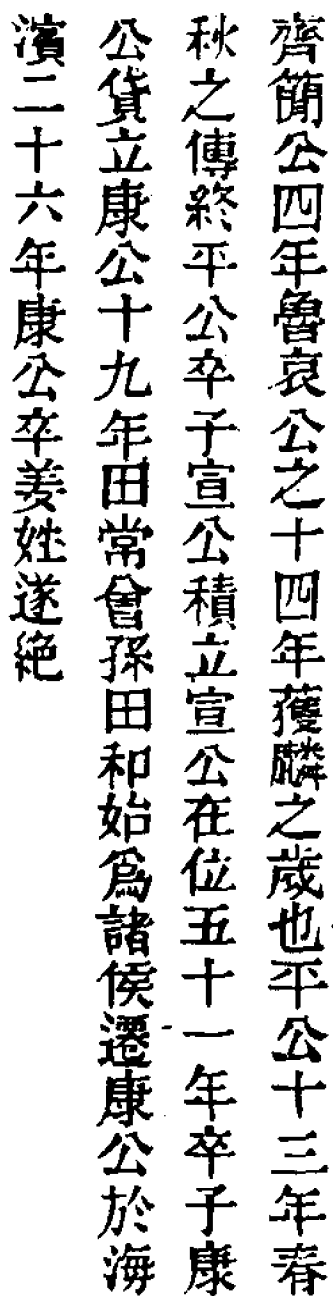 齊簡公四年魯哀公之十四年獲麟之歲也平公十三年春
秋之傳終平公卒子宣公積立宣公在位五十一年卒子康
公貨立康公十九年田常曾孫田和始爲諸侯遷康公於海
濱二十六年康公卒姜姓遂絕